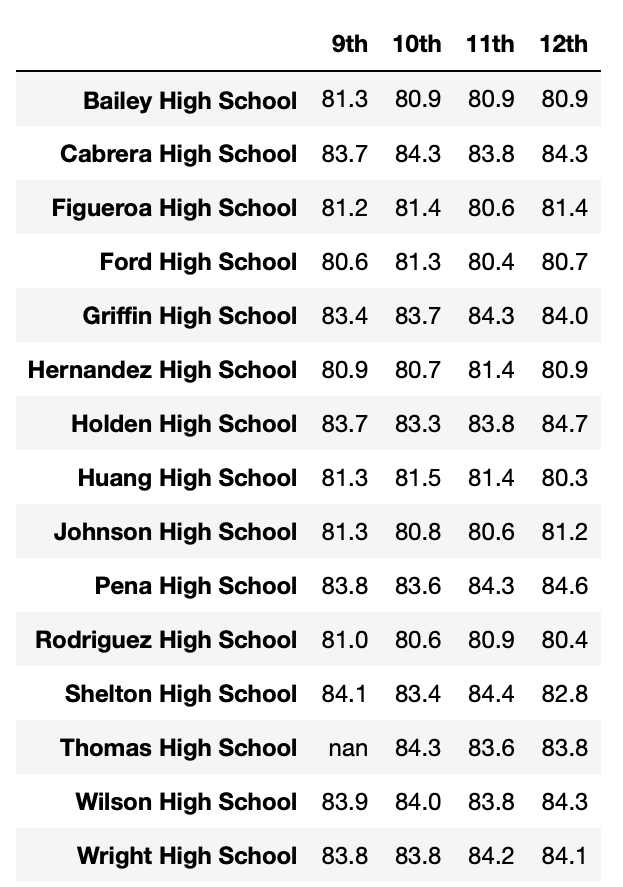 9th 10th 11th 12th
Bailey High School 81.3 80.9 80.9 80.9
Cabrera High School 83.7 84.3 83.8 84.3
Figueroa High School 81.2 81.4 80.6 81.4
Ford High School 80.6 81.3 80.4 80.7
Griffin High School 83.4 83.7 84.3 84.0
Hernandez High School 80.9 80.7 81.4 80.9
Holden High School 83.7 83.3 83.8 84.7
Huang High School 81.3 81.5 81.4 80.3
Johnson High School 81.3 80.8 80.6 81.2
Pena High School 83.8 83.6 84.3 84.6
Rodriguez High School 81.0 80.6 80.9 80.4
Shelton High School 84.1 83.4 84.4 82.8
Thomas High School nan 84.3 83.6 83.8
Wilson High School 83.9 84.0 83.8 84.3
Wright High School 83.8 83.8 84.2 84.1